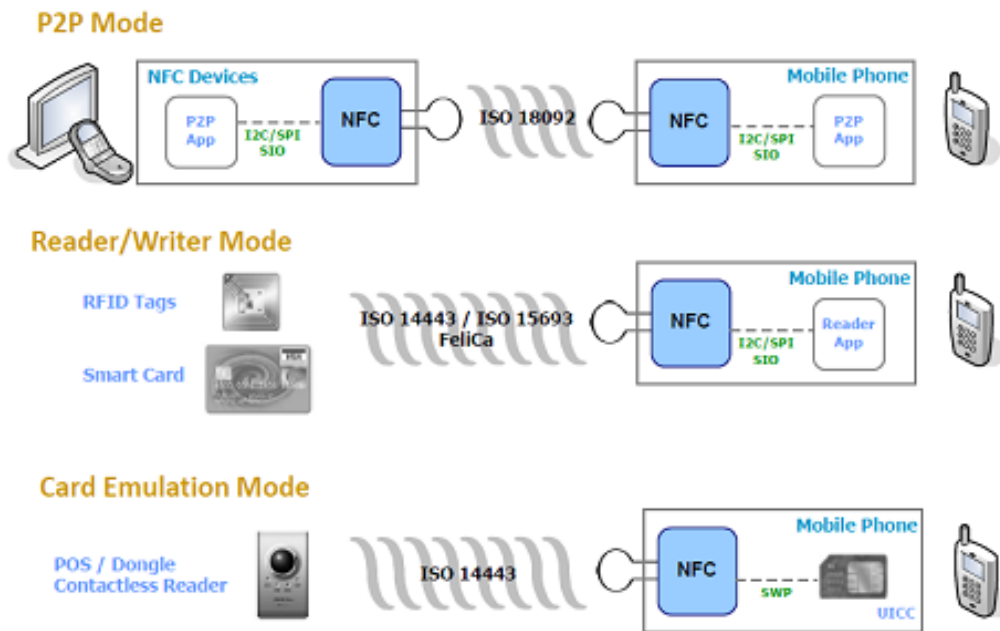 P2P Mode
NFC Devices
P2P
App
I2C/SPI
SIO
NFC
ISO 18092
Mobile Phone
NFC
I2C/SPI
SIO
P2P
App
Reader/Writer Mode
RFID Tags
Smart Card
ISO 14443 / ISO 15693
FeliCa
Mobile Phone
NFC
I2C/SPI
SIO
Reader
App
Card Emulation Mode
POS / Dongle
Contactless Reader
ISO 14443
Mobile Phone
NFC
SWP
UICC